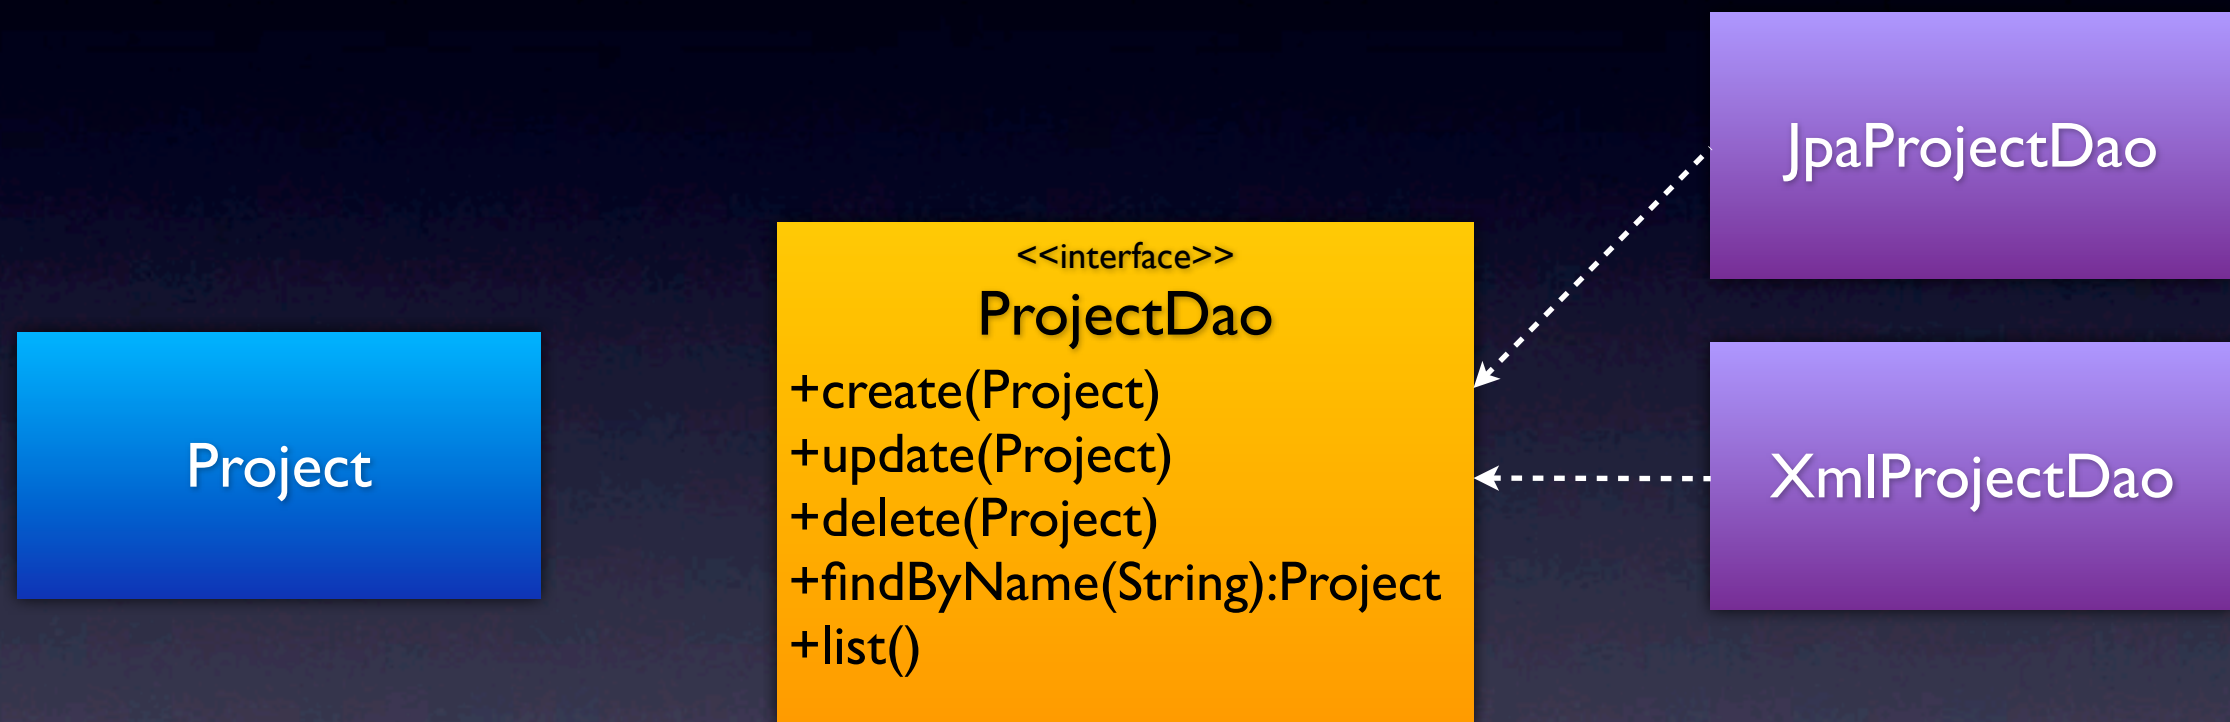 JpaProjectDao
<<interface>>
ProjectDao
+create(Project)
+update(Project)
+delete(Project)
+findByName(String):Project
+list()
Project
XmlProjectDao